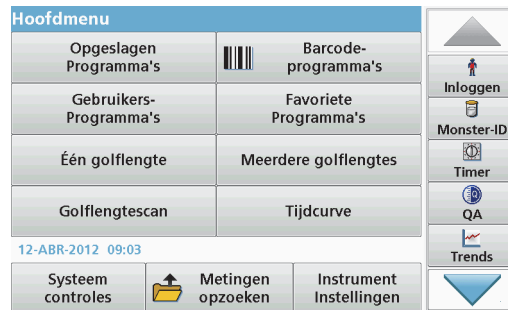 Hoofdmenu
Opgeslagen
Programma's
Barcode-
programma's
Gebruikers-
Programma's
Favoriete
Programma's
Één golflengte
Meerdere golflengtes
Golflengtescan
Tijdcurve
12-ABR-2012 09:03
Systeem
controles
Metingen
opzoeken
Instrument
Instellingen
Inloggen
Monster-ID
Timer
QA
Trends